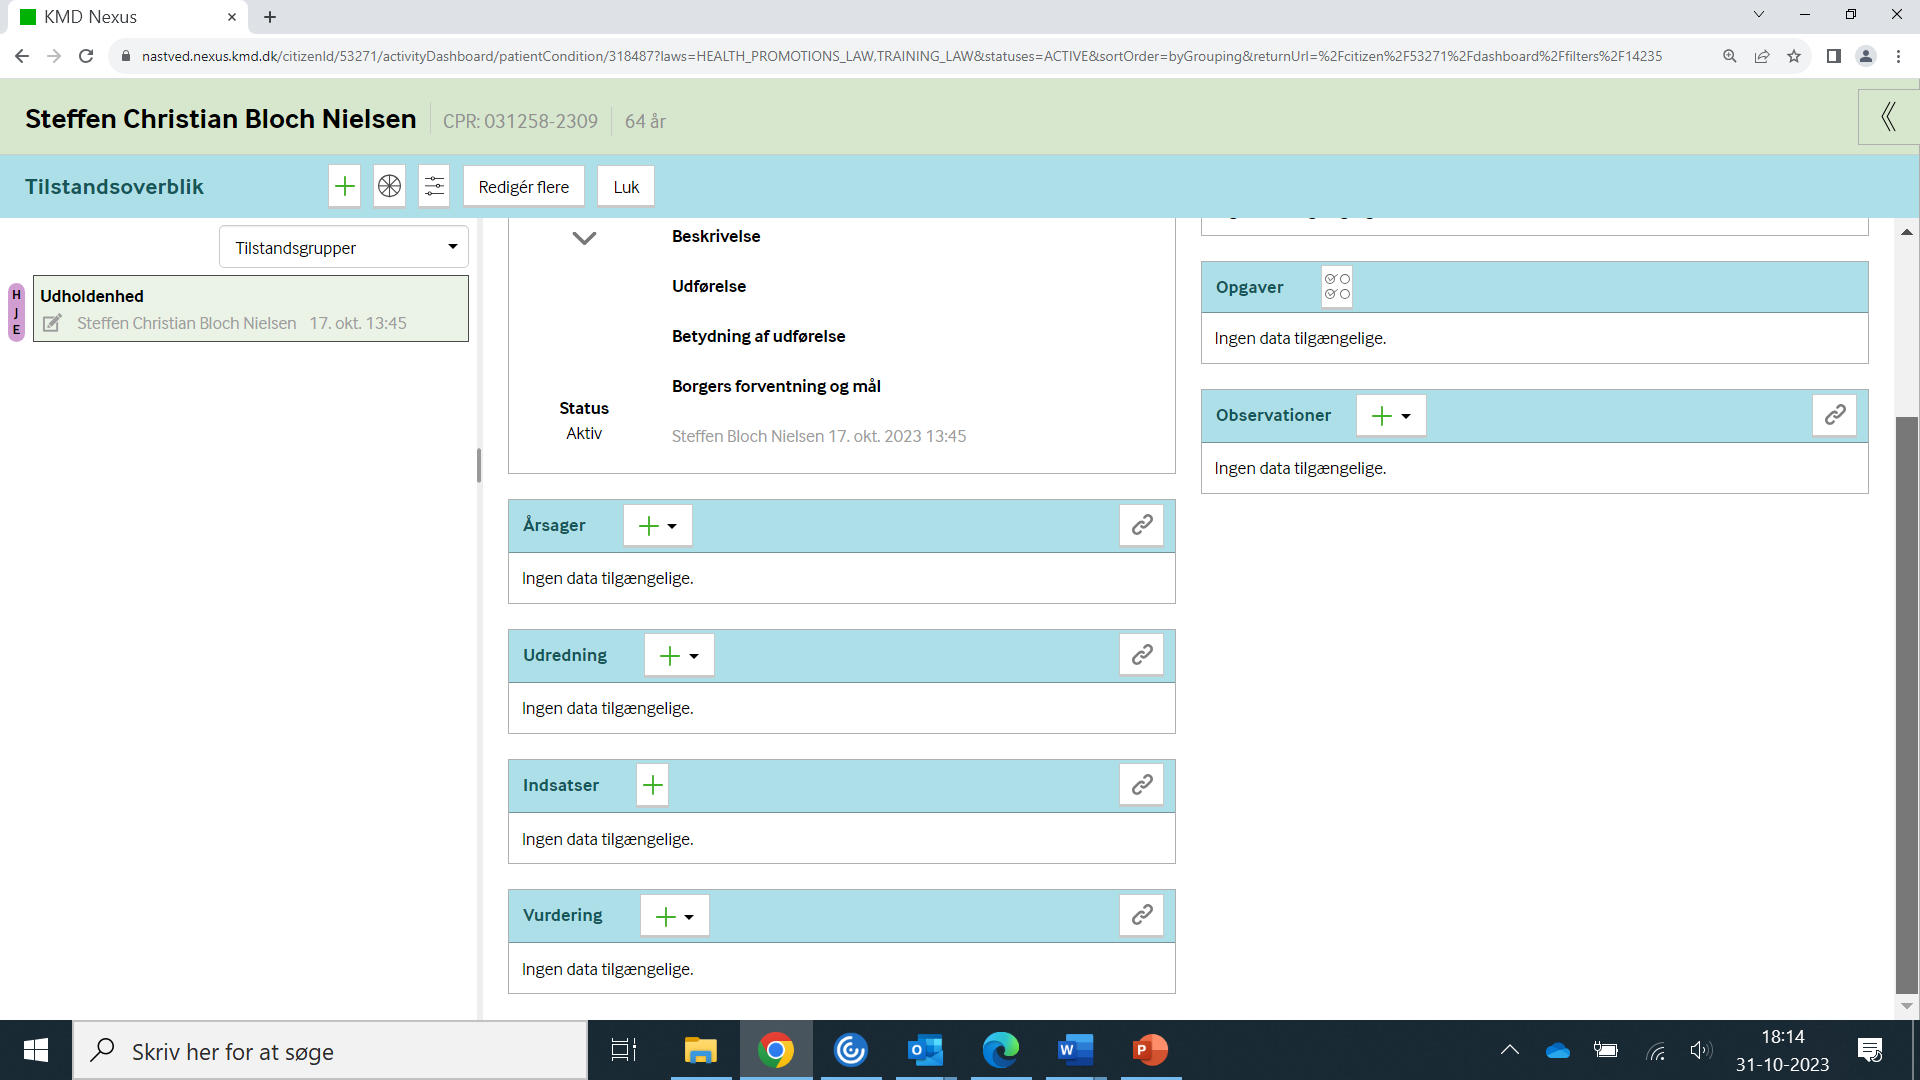 KMD Nexus
nastved.nexus.kmd.dk/citizenId/53271/activityDashboard/patientCondition/318487?laws=HEALTH_PROMOTIONS_LAW,TRAINING_LAW&statuses=ACTIVE&sortOrder=byGrouping&returnUrl=%2Fcitizen%2F53271%2Fdashboard%2Ffilters%2F14235
Steffen Christian Bloch Nielsen CPR: 031258-2309 64 år
Tilstandsoverblik Redigér flere Luk
Tilstandsgrupper
HJE
Udholdenhed
Steffen Christian Bloch Nielsen 17. okt. 13:45
Beskrivelse
Udførelse
Betydning af udførelse
Borgers forventning og mål
Status
Aktiv
Steffen Bloch Nielsen 17. okt. 2023 13:45
Årsager
Ingen data tilgængelige.
Udredning
Ingen data tilgængelige.
Indsatser
Ingen data tilgængelige.
Vurdering
Ingen data tilgængelige.
Opgaver
Ingen data tilgængelige.
Observationer
Ingen data tilgængelige.
Skriv her for at søge
18:14
31-10-2023